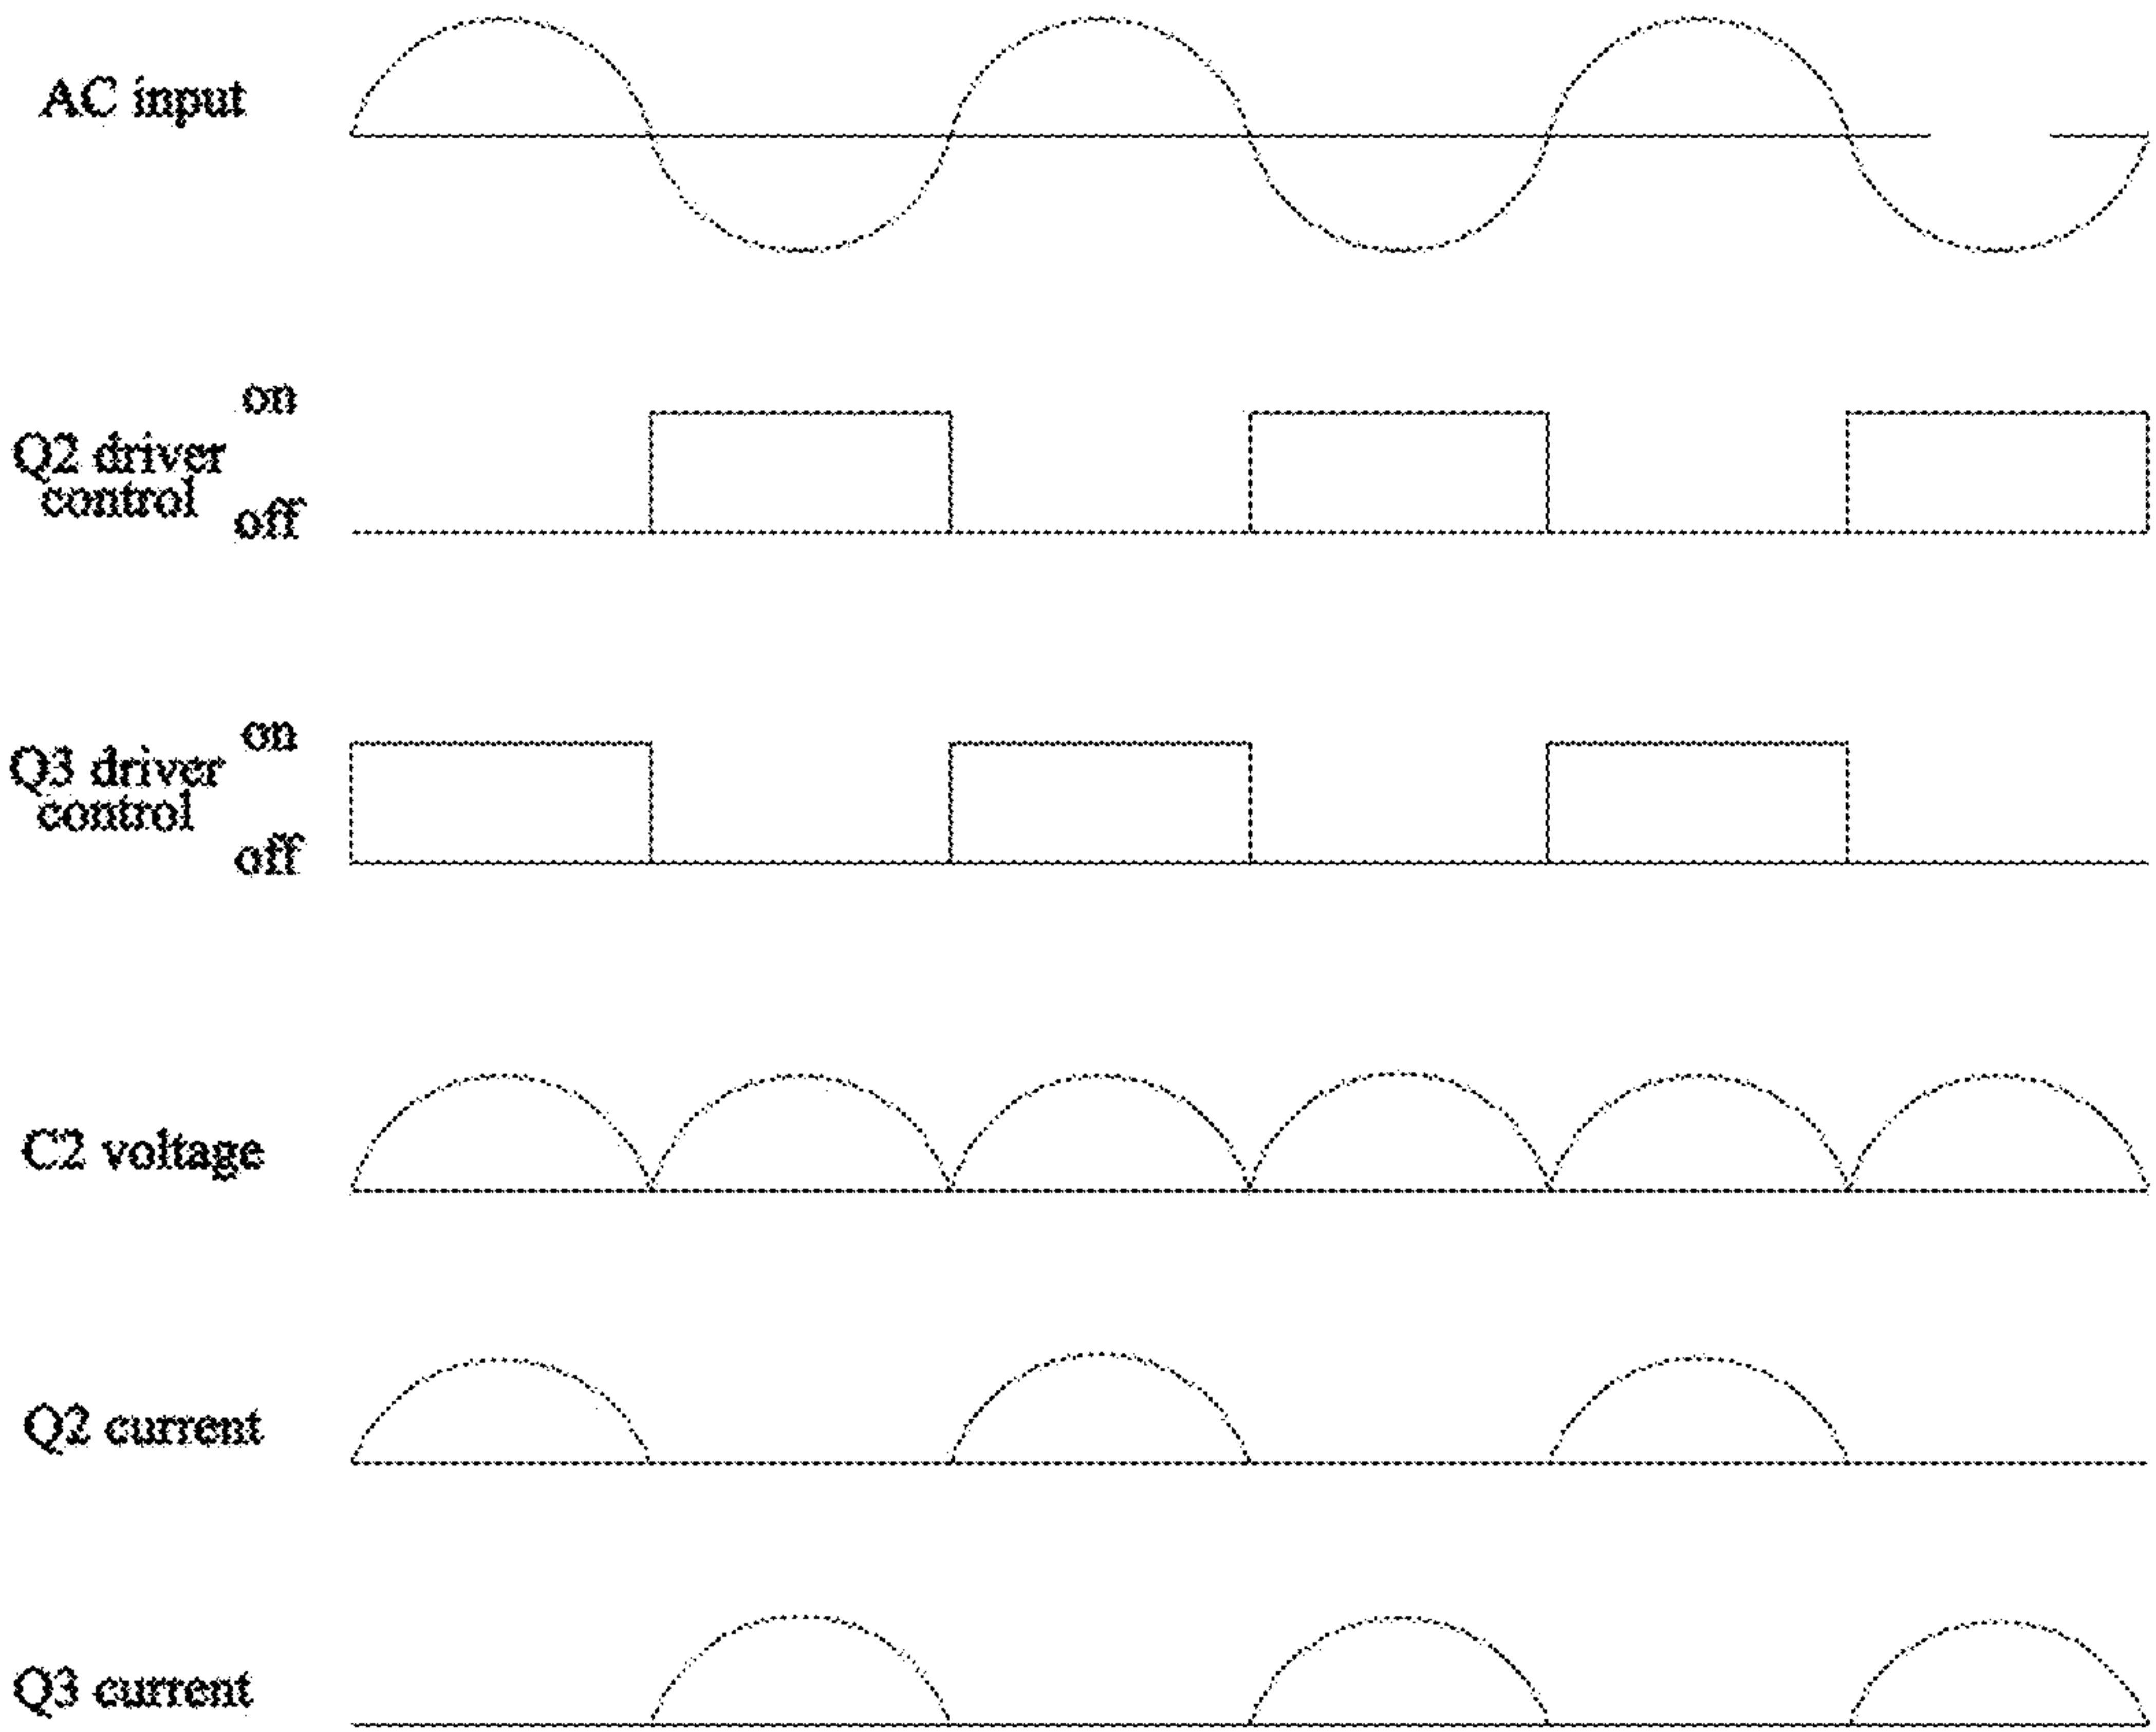 AC input
on
Q2 driver
control
off
on
Q3 driver
control
off
C2 voltage
Q2 current
Q3 current